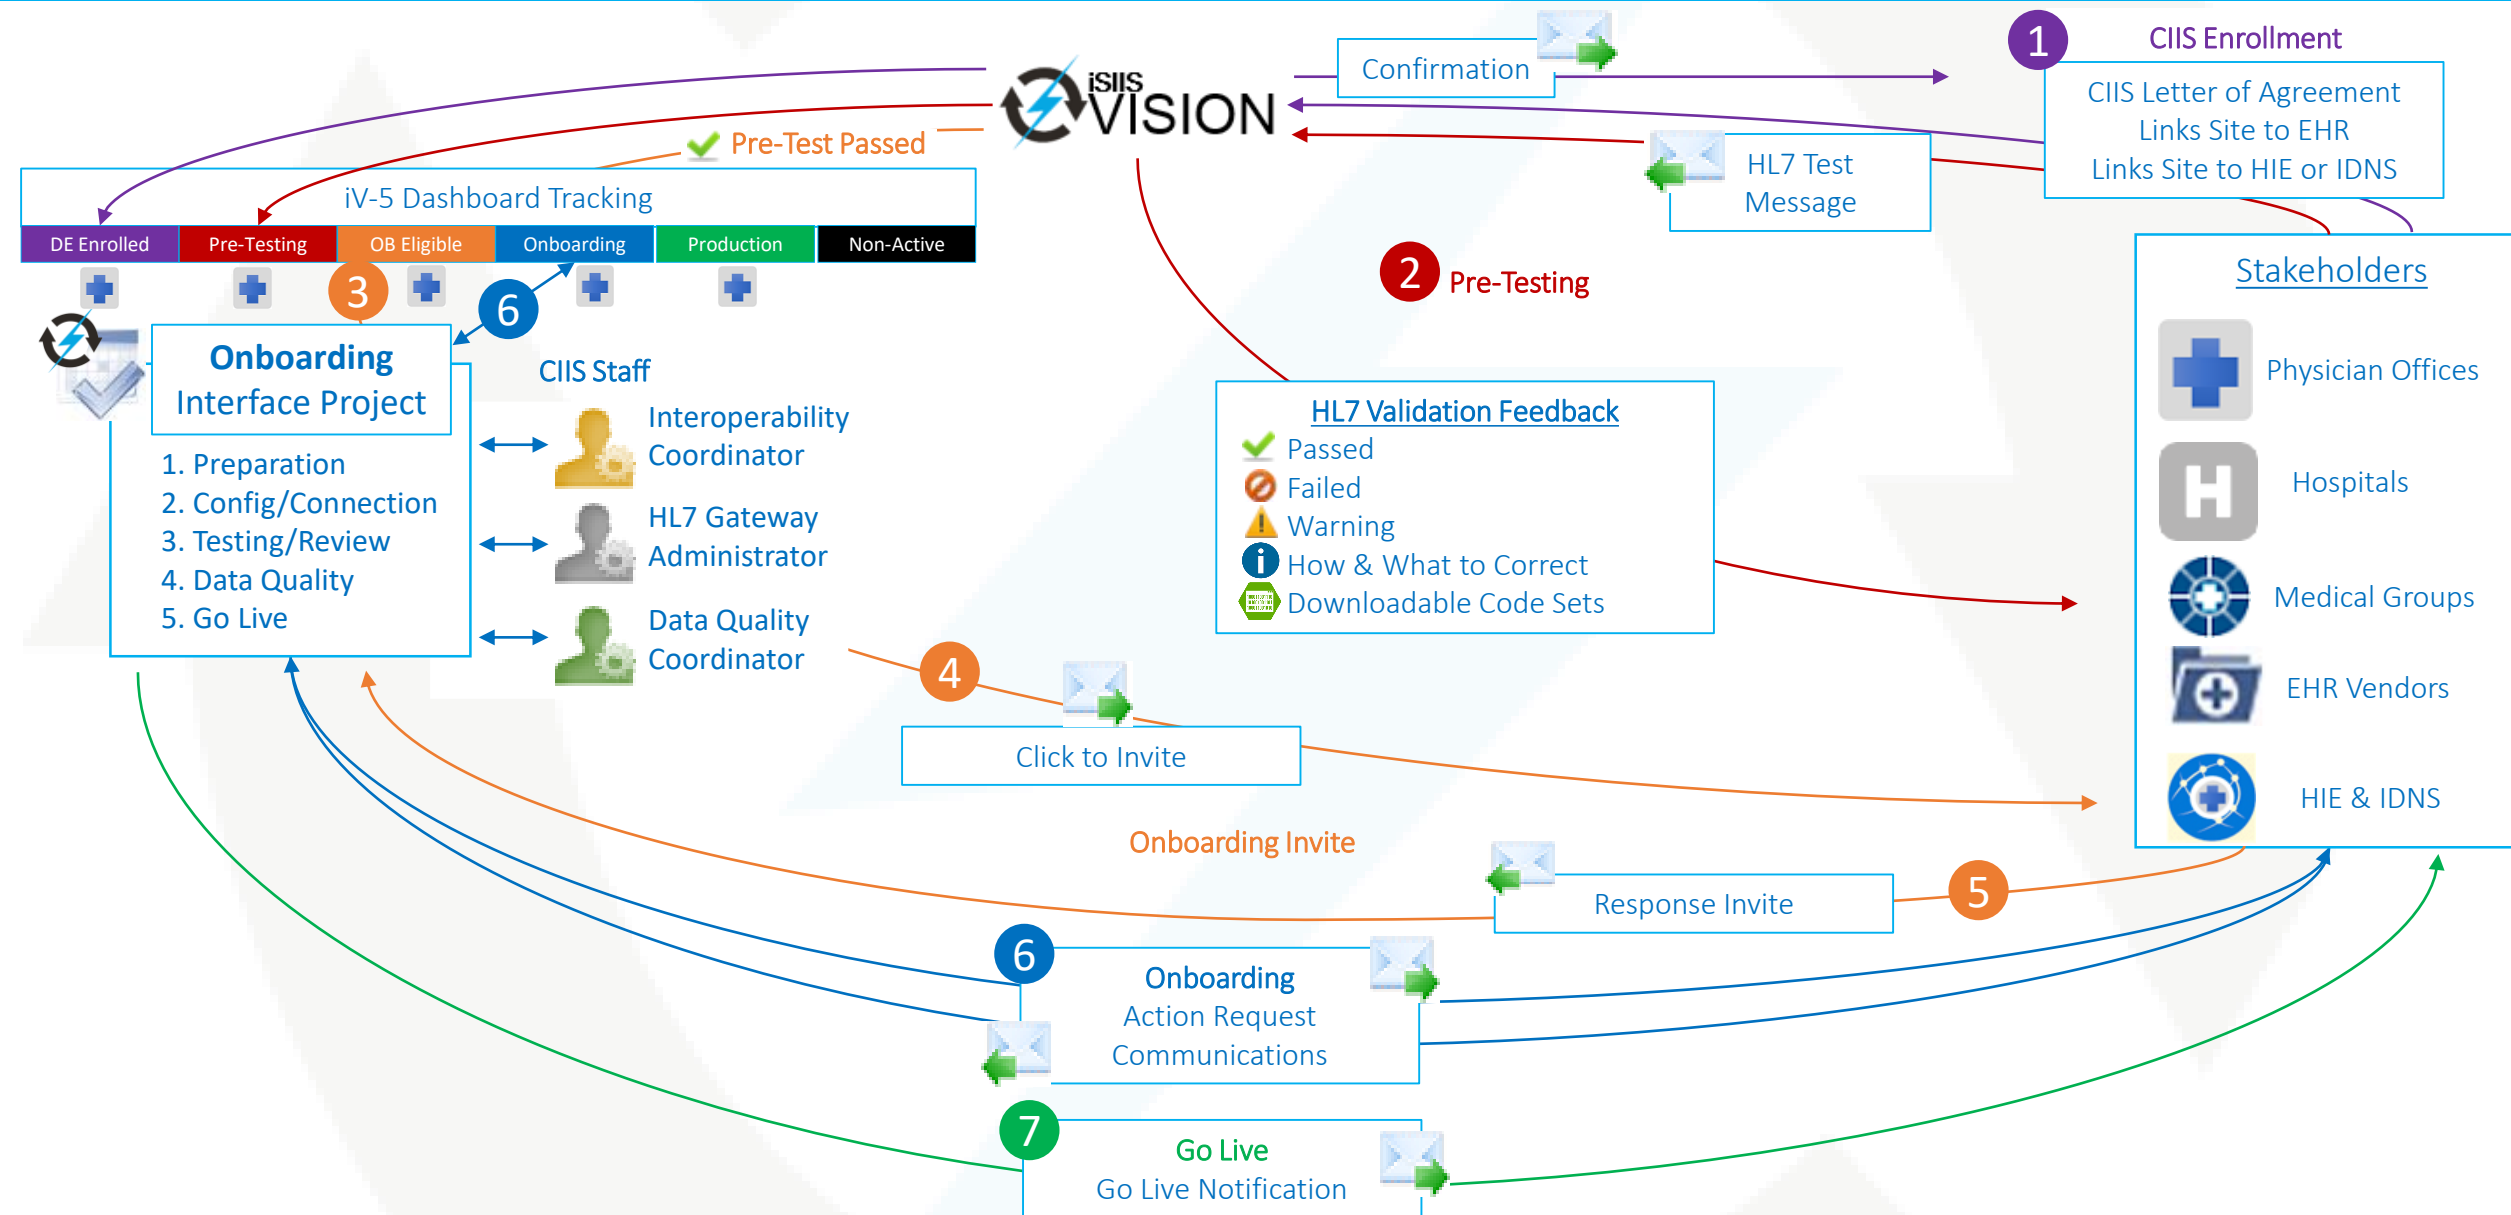 1
CIIS Enrollment
CIIS Letter of Agreement
Links Site to EHR
Links Site to HIE or IDNS
Confirmation
iSIIS
VISION
HL7 Test
Message
Pre-Test Passed
iV-5 Dashboard Tracking
DE Enrolled
Pre-Testing
OB Eligible
Onboarding
Production
Non-Active
3
6
2
Pre-Testing
Stakeholders
Physician Offices
Hospitals
Medical Groups
EHR Vendors
HIE & IDNS
Onboarding
Interface Project
1. Preparation
2. Config/Connection
3. Testing/Review
4. Data Quality
5. Go Live
CIIS Staff
Interoperability
Coordinator
HL7 Gateway
Administrator
Data Quality
Coordinator
HL7 Validation Feedback
Passed
Failed
Warning
How & What to Correct
Downloadable Code Sets
4
Click to Invite
Onboarding Invite
Response Invite
5
6
Onboarding
Action Request
Communications
7
Go Live
Go Live Notification